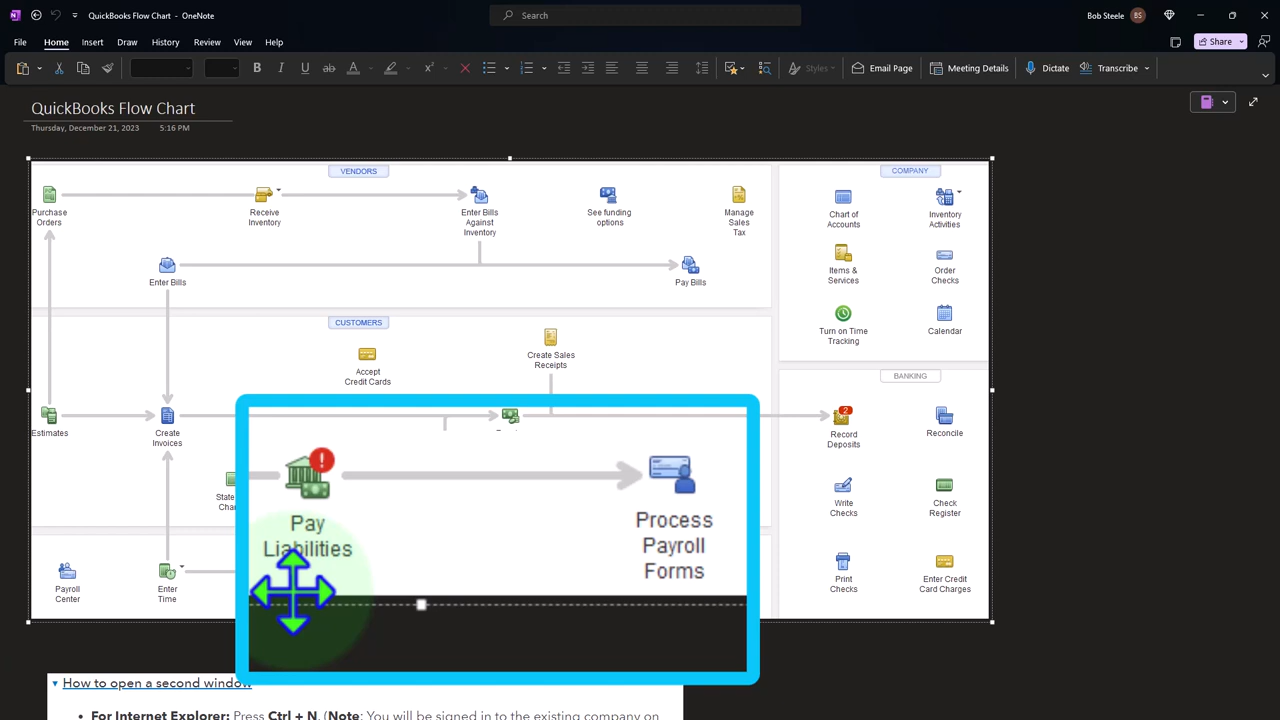 QuickBooks Flow Chart - OneNote
Search
Bob Steele
BS
File Home Insert Draw History Review View Help
Share
Email Page
Meeting Details
Dictate
Transcribe
Styles
QuickBooks Flow Chart
Thursday, December 21, 2023 5:16 PM
VENDORS
COMPANY
Purchase
Orders
Receive
Inventory
Enter Bills
Against
Inventory
See funding
options
Manage
Sales
Tax
Chart of
Accounts
Inventory
Activities
Enter Bills
Pay Bills
Items &
Services
Order
Checks
Turn on Time
Tracking
Calendar
CUSTOMERS
Accept
Credit Cards
Create Sales
Receipts
BANKING
Estimates
Create
Invoices
2
Record
Deposits
Reconcile
Write
Checks
Check
Register
Pay
Liabilities
Process
Payroll
Forms
Payroll
Center
Enter
Time
Print
Checks
Enter Credit
Card Charges
How to open a second window
• For Internet Explorer: Press Ctrl + N. (Note: You will be signed in to the existing company on